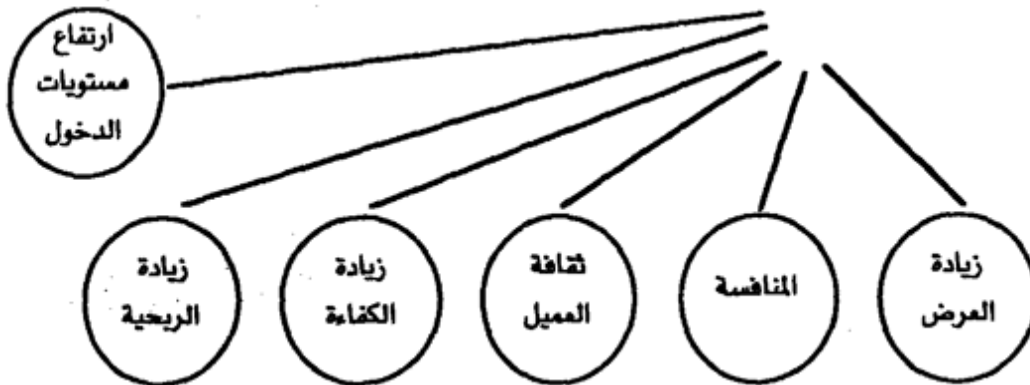 ارتفاع
مستويات
الدخول
زيادة
العرض
المنافسة
ثقافة
العميل
زيادة
الكفاءة
زيادة
الربحية